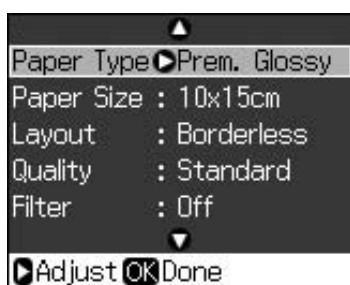 Paper Type Prem. Glossy
Paper Size : 10x15cm
Layout : Borderless
Quality : Standard
Filter : Off
Adjust OK Done